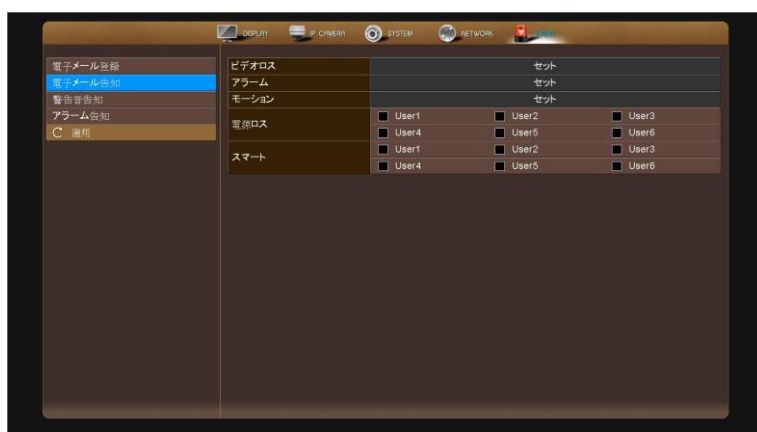 DISPLAY IP CAMERA SYSTEM NETWORK EVENT
電子メール登録
電子メール告知
警告音告知
アラーム告知
適用
ビデオロス セット
アラーム セット
モーション セット
電源ロス
User1 User2 User3
User4 User5 User6
スマート
User1 User2 User3
User4 User5 User6